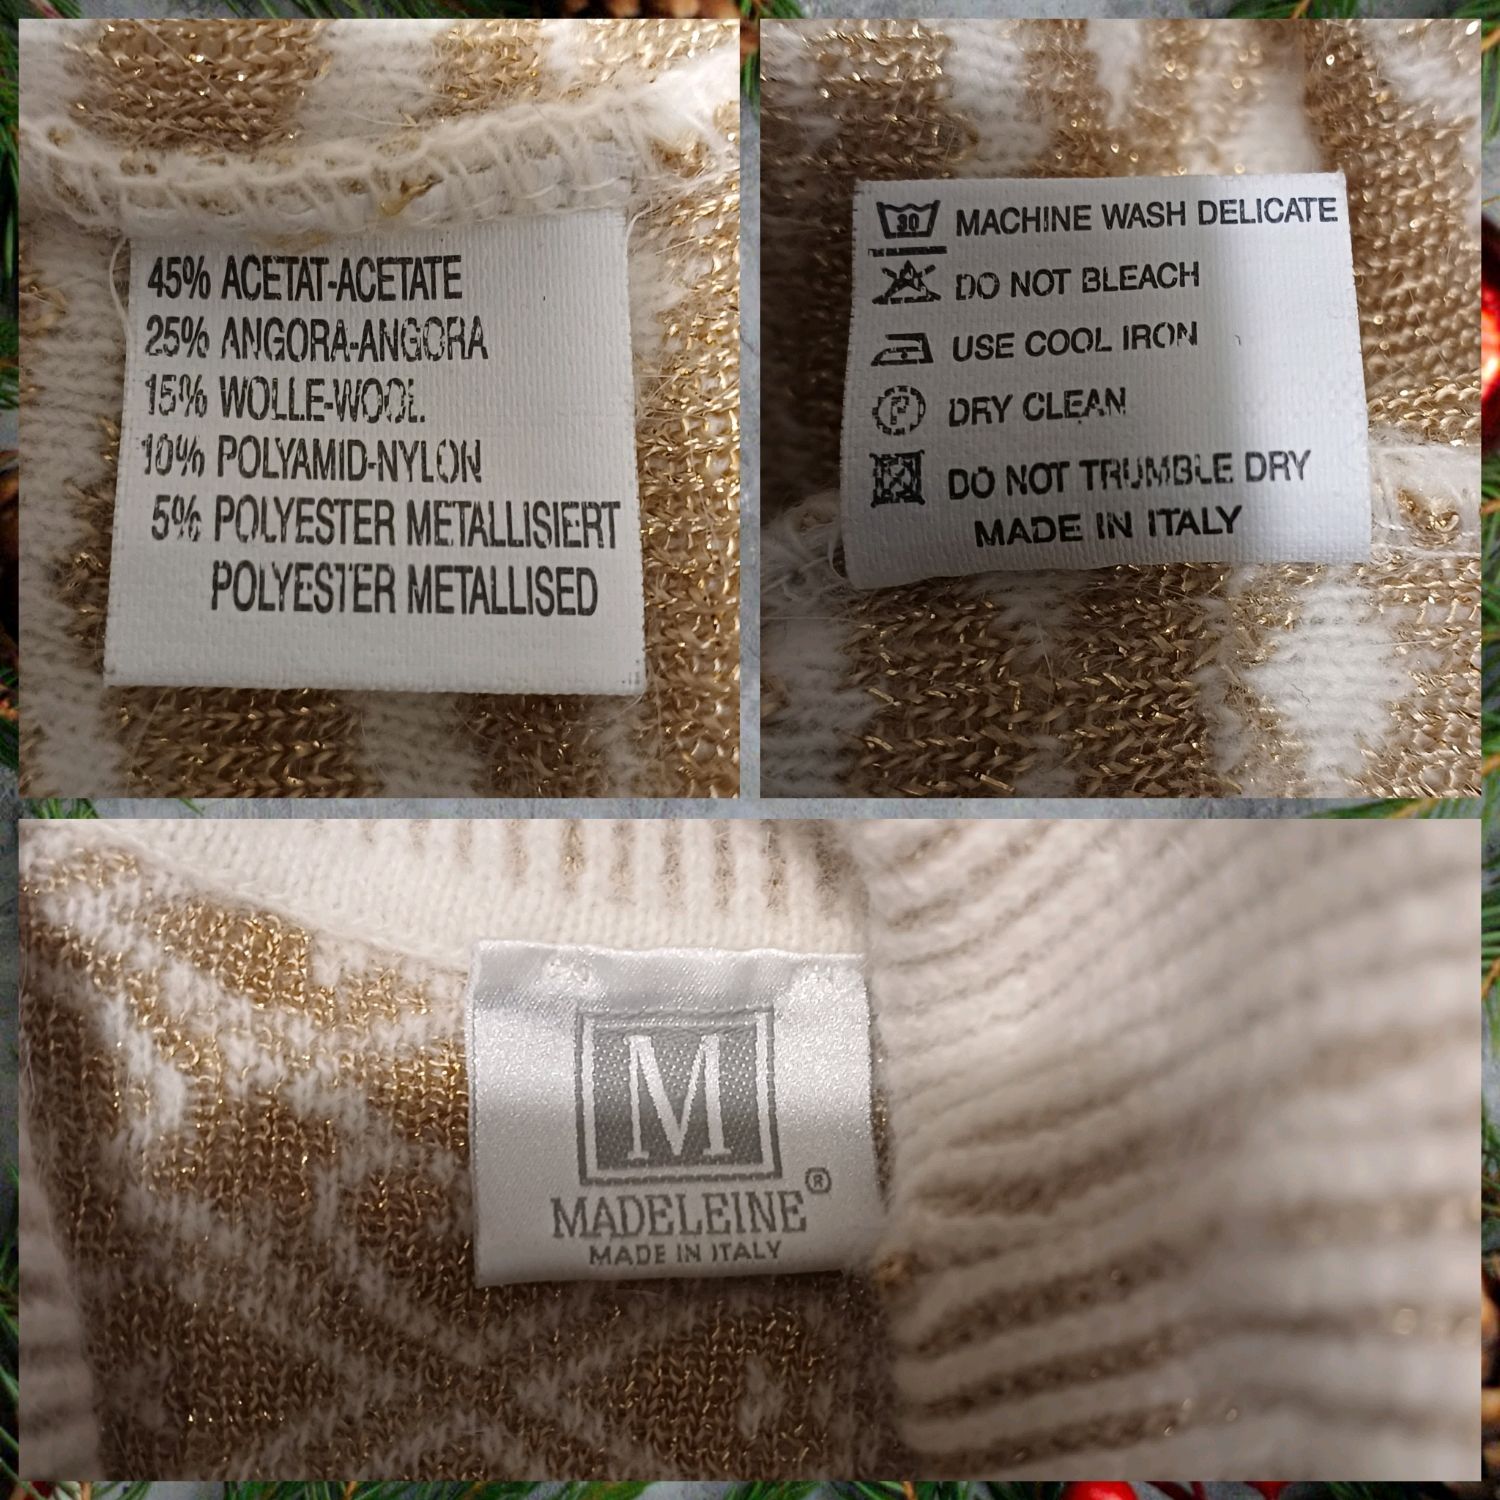 45% ACETAT-ACETATE
25% ANGORA-ANGORA
15% WOLLE-WOOL
10% POLYAMID-NYLON
5% POLYESTER METALLISIERT
POLYESTER METALLISED
30 MACHINE WASH DELICATE
DO NOT BLEACH
USE COOL IRON
P DRY CLEAN
DO NOT TRUMBLE DRY
MADE IN ITALY
M
MADELEINE®
MADE IN ITALY